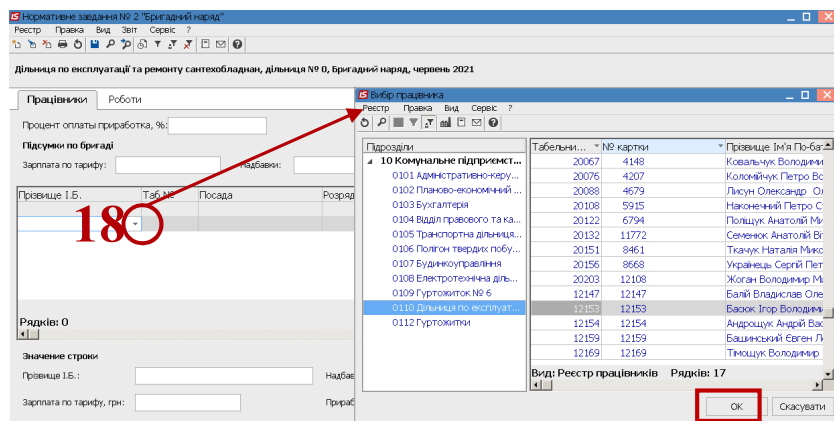 Нормативне завдання № 2 "Бригадний наряд"
Реєстр Правка Вид Звіт Сервіс ?
Дільниця по експлуатації та ремонту сантехобладнан, дільниця № 0, Бригадний наряд, червень 2021
Працівники Роботи
Процент оплаты приработка, %:
Підсумки по бригаді
Зарплата по тарифу: Надбавки:
Прізвище І.Б. Таб.№ Посада Розряд
18
Рядків: 0
Значение строки
Прізвище І.Б.: Надбав
Зарплата по тарифу, грн: Прираб
Вибір працівника
Реєстр Правка Вид Сервіс ?
Підрозділи
10 Комунальне підприємст...
0101 Адміністративно-керу...
0102 Планово-економічний ...
0103 Бухгалтерія
0104 Відділ правового та ка...
0105 Транспортна дільниця...
0106 Полігон твердих побу...
0107 Будинкоуправління
0108 Електротехнічна діль...
0109 Гуртожиток № 6
0110 Дільниця по експлуат...
0112 Гуртожитки
Табельни... № картки Прізвище Ім'я По-бат
20067 4148 Ковальчук Володими
20076 4207 Коломійчук Петро Во
20088 4679 Лисун Олександр Ол
20108 5915 Наконечний Петро С
20122 6794 Поліщук Анатолій Ми
20132 11772 Семенюк Анатолій Ві
20151 8461 Ткачук Наталія Мико
20156 8668 Українець Сергій Пет
20203 12108 Жоган Володимир Ми
12147 12147 Балій Владислав Оле
12153 12153 Басюк Ігор Володими
12154 12154 Андрощук Андрій Вас
12159 12159 Башинський Євген Л
12169 12169 Тимощук Володимир
Вид: Реєстр працівників Рядків: 17
OK Скасувати